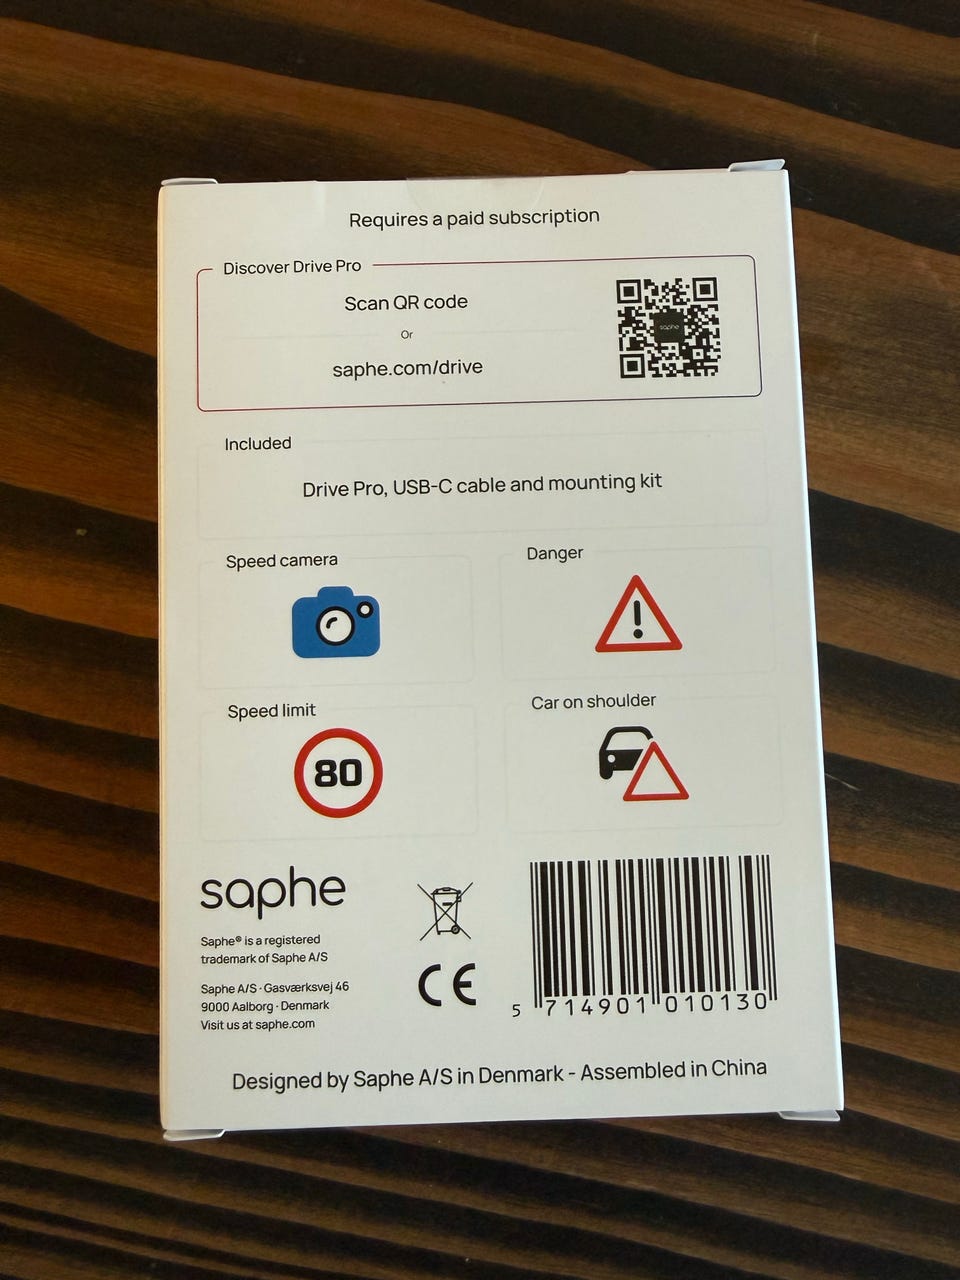 Requires a paid subscription
Discover Drive Pro
Scan QR code
Or
saphe.com/drive
saphe
Included
Drive Pro, USB-C cable and mounting kit
Speed camera
Danger
!
Speed limit
80
Car on shoulder
saphe
Saphe® is a registered
trademark of Saphe A/S
Saphe A/S · Gasværksvej 46
9000 Aalborg · Denmark
Visit us at saphe.com
CE
5 714901 010130
Designed by Saphe A/S in Denmark - Assembled in China